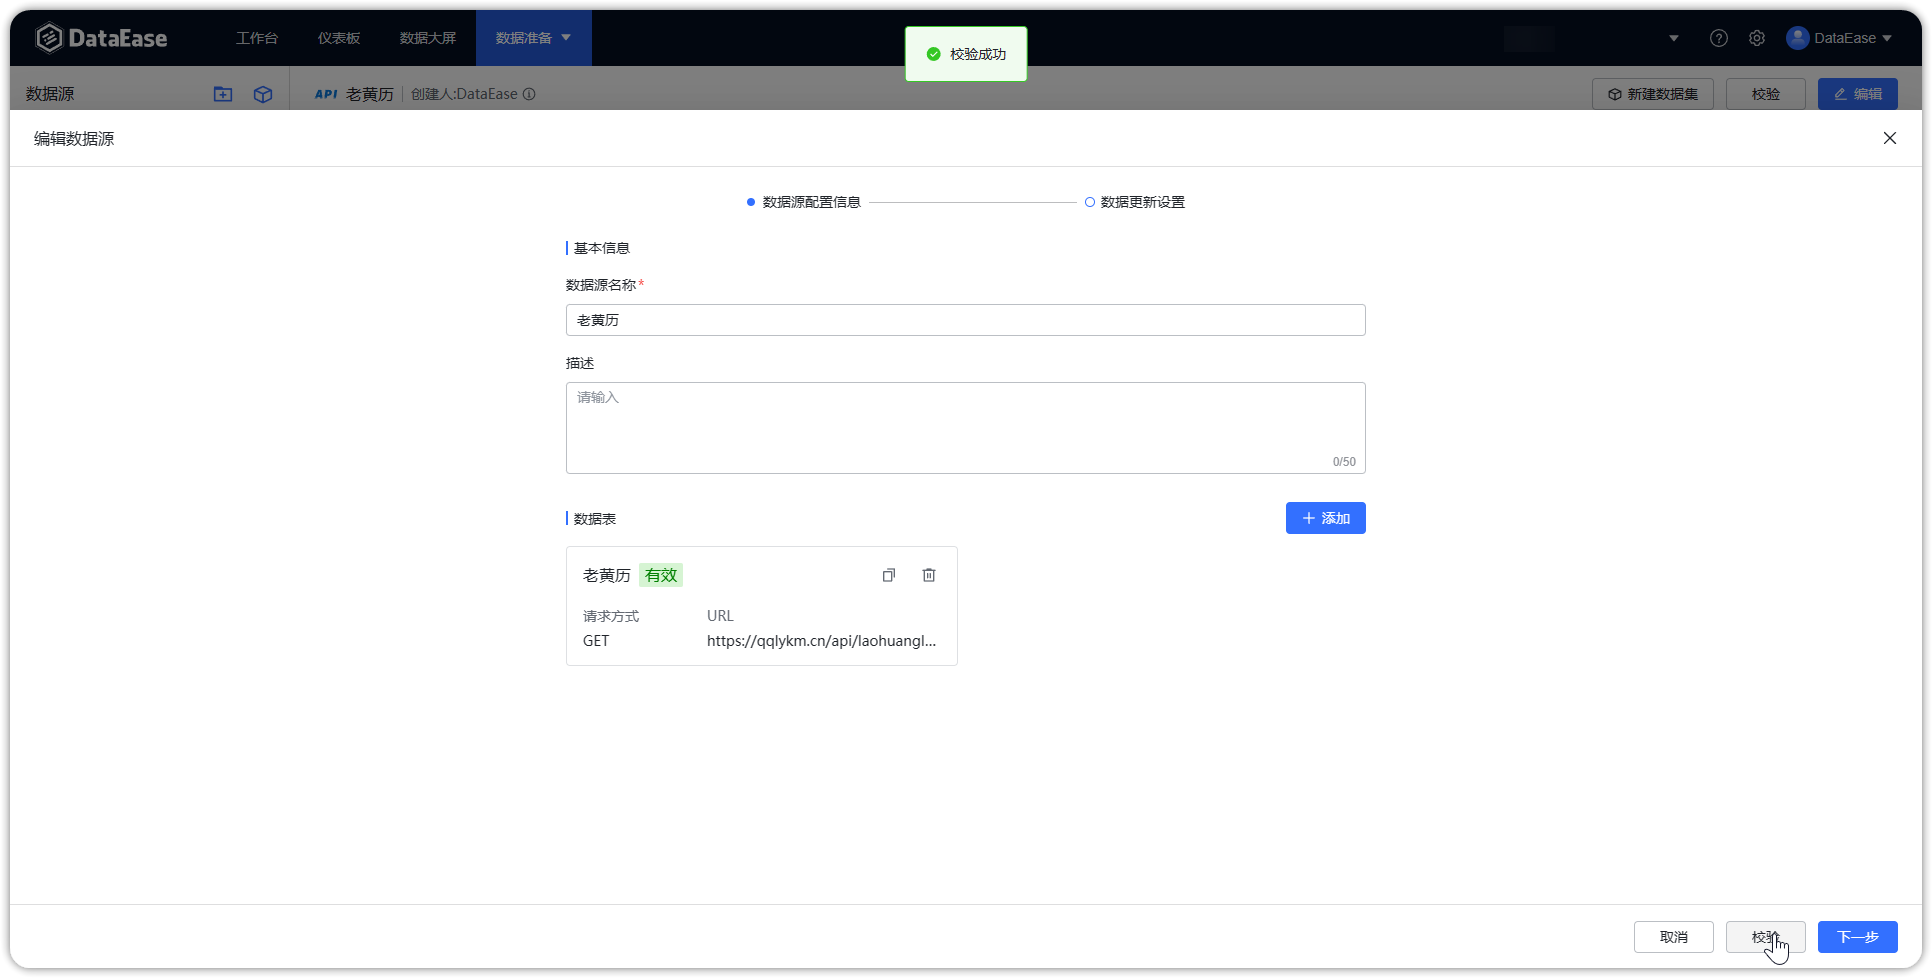 DataEase
工作台
仪表板
数据大屏
数据准备
校验成功
DataEase
数据源
API 老黄历
创建人:DataEase
新建数据集
校验
编辑
编辑数据源
数据源配置信息
数据更新设置
基本信息
数据源名称*
老黄历
描述
请输入
0/50
数据表
添加
老黄历 有效
请求方式 URL
GET https://qqlykm.cn/api/laohuangl...
取消
校验
下一步